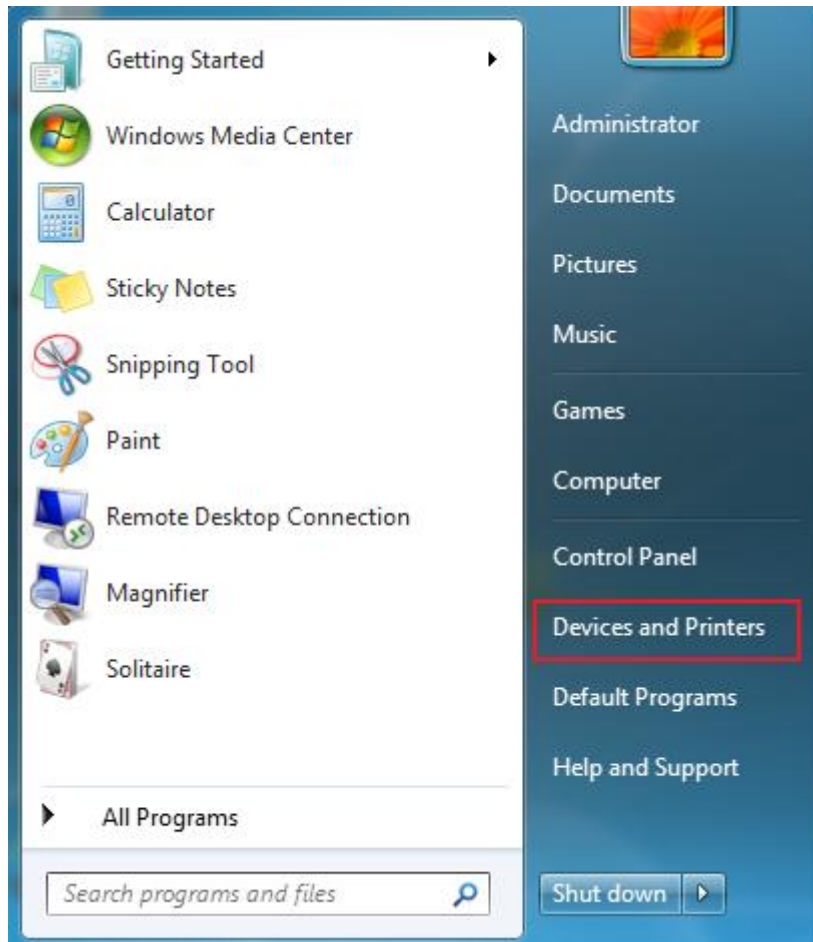 Getting Started
Windows Media Center
Calculator
Sticky Notes
Snipping Tool
Paint
Remote Desktop Connection
Magnifier
Solitaire
All Programs
Search programs and files
Administrator
Documents
Pictures
Music
Games
Computer
Control Panel
Devices and Printers
Default Programs
Help and Support
Shut down